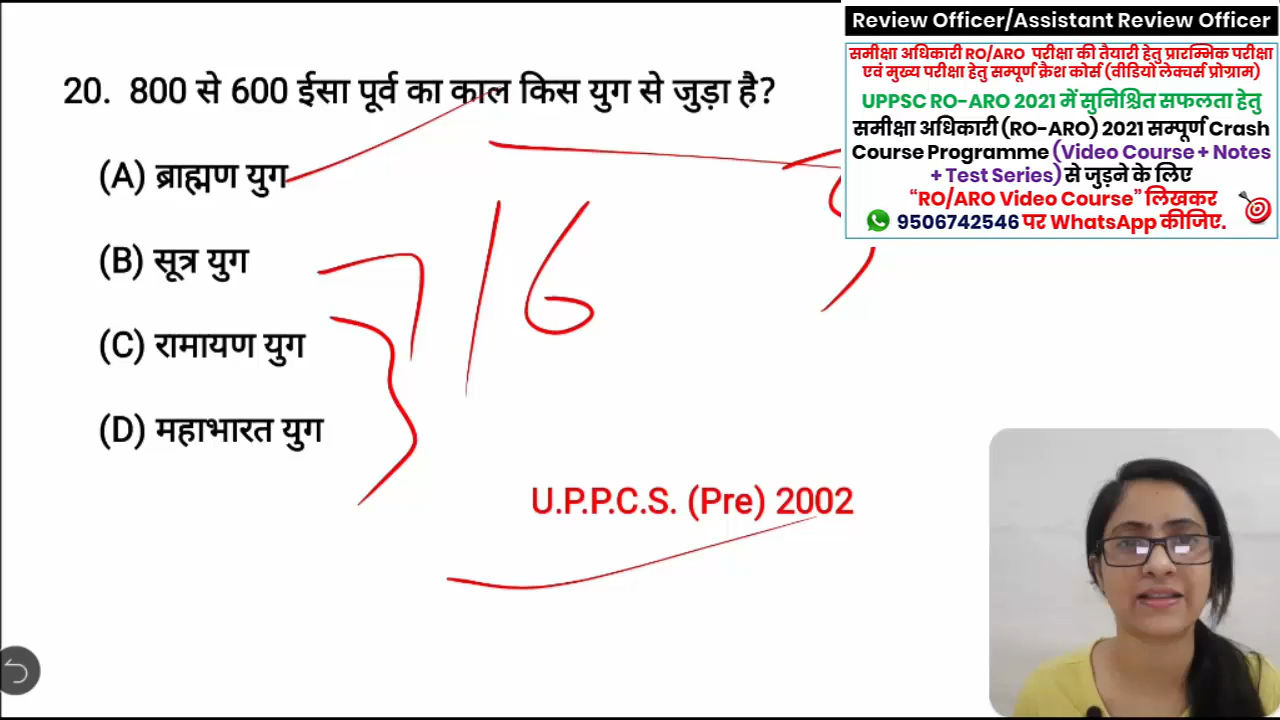 Review Officer/Assistant Review Officer
समीक्षा अधिकारी RO/ARO परीक्षा की तैयारी हेतु प्रारम्भिक परीक्षा
एवं मुख्य परीक्षा हेतु सम्पूर्ण क्रैश कोर्स (वीडियो लेक्चर्स प्रोग्राम)
UPPSC RO-ARO 2021 में सुनिश्चित सफलता हेतु
समीक्षा अधिकारी (RO-ARO) 2021 सम्पूर्ण Crash
Course Programme (Video Course + Notes
+ Test Series) से जुड़ने के लिए
“RO/ARO Video Course” लिखकर
9506742546 पर WhatsApp कीजिए.
20. 800 से 600 ईसा पूर्व का काल किस युग से जुड़ा है?
(A) ब्राह्मण युग
(B) सूत्र युग
(C) रामायण युग
(D) महाभारत युग
16
U.P.P.C.S. (Pre) 2002